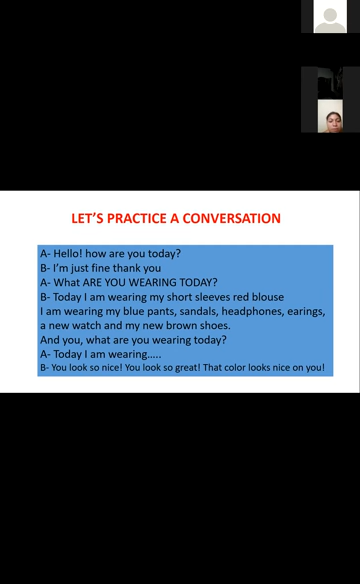 LET'S PRACTICE A CONVERSATION
A- Hello! how are you today?
B- I'm just fine thank you
A- What ARE YOU WEARING TODAY?
B- Today I am wearing my short sleeves red blouse
I am wearing my blue pants, sandals, headphones, earings,
a new watch and my new brown shoes.
And you, what are you wearing today?
A- Today I am wearing.....
B- You look so nice! You look so great! That color looks nice on you!